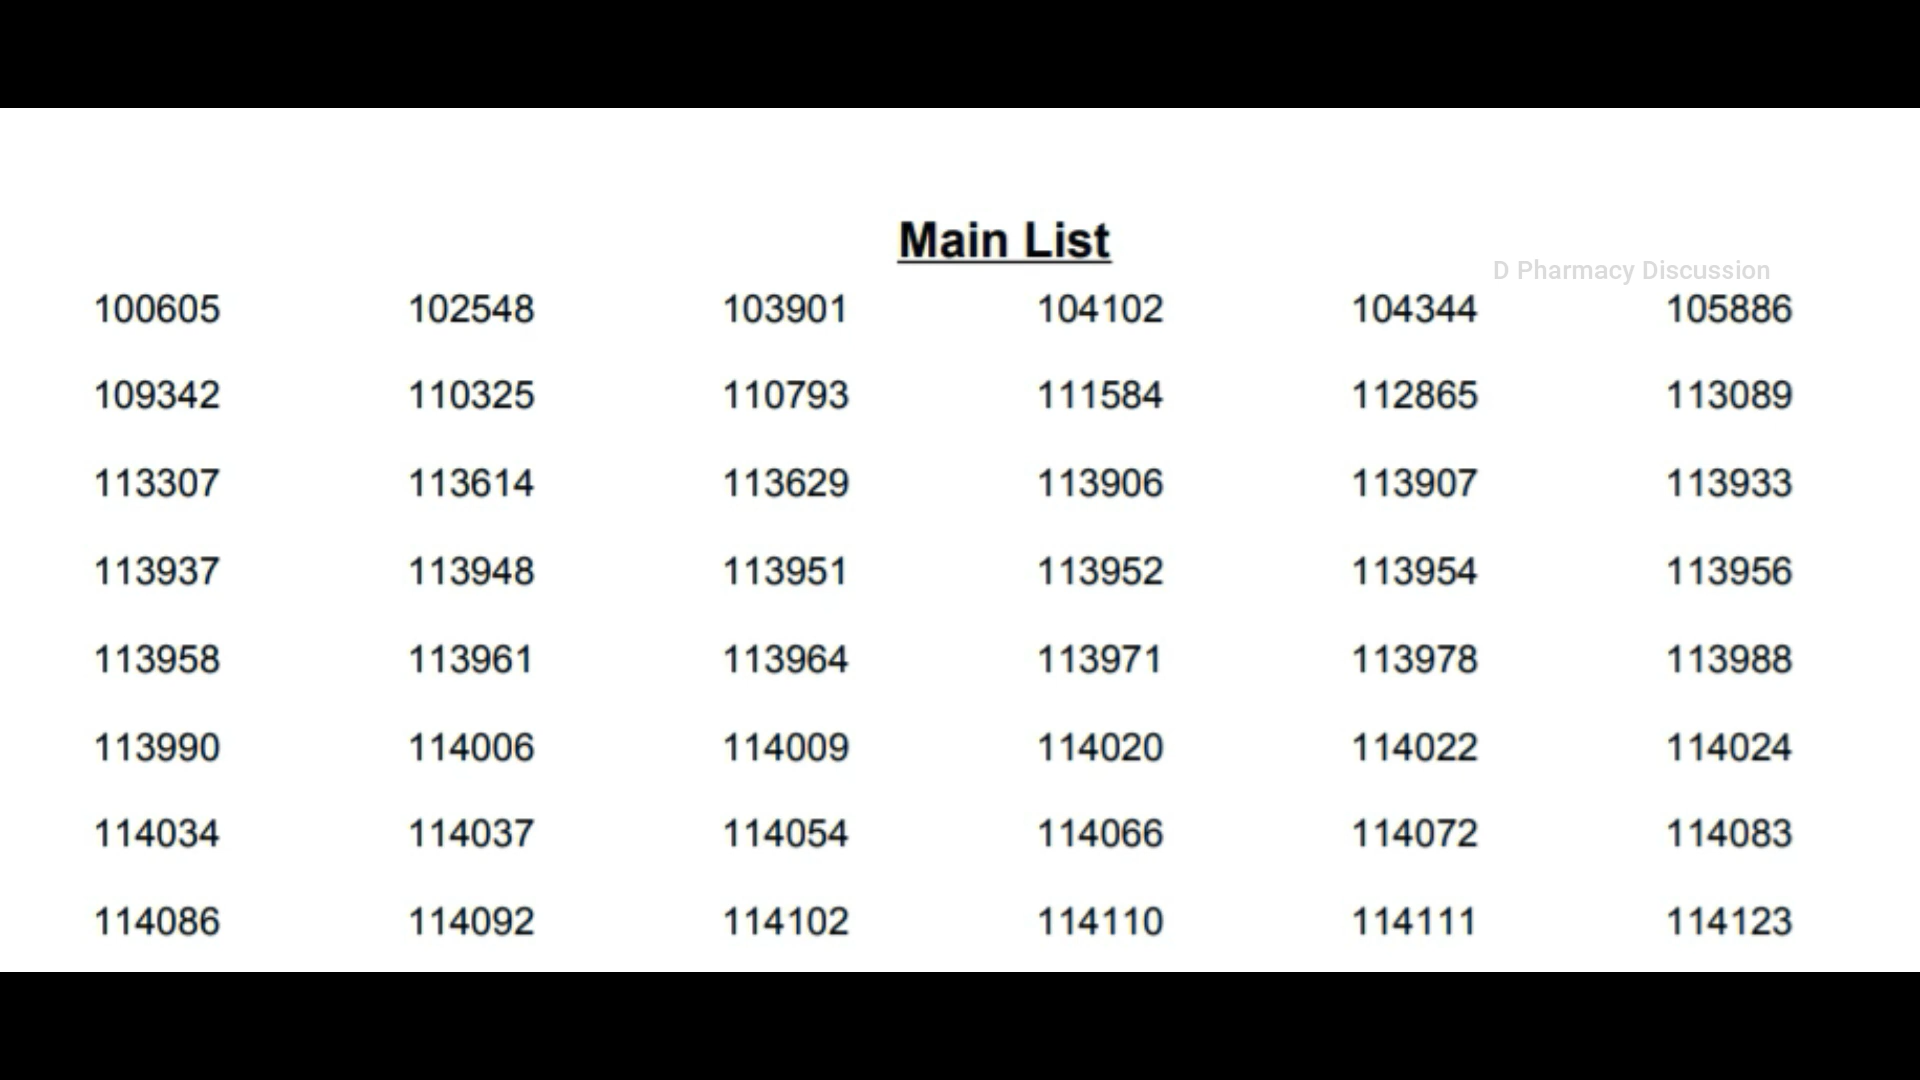 Main List
D Pharmacy Discussion
100605 102548 103901 104102 104344 105886
109342 110325 110793 111584 112865 113089
113307 113614 113629 113906 113907 113933
113937 113948 113951 113952 113954 113956
113958 113961 113964 113971 113978 113988
113990 114006 114009 114020 114022 114024
114034 114037 114054 114066 114072 114083
114086 114092 114102 114110 114111 114123